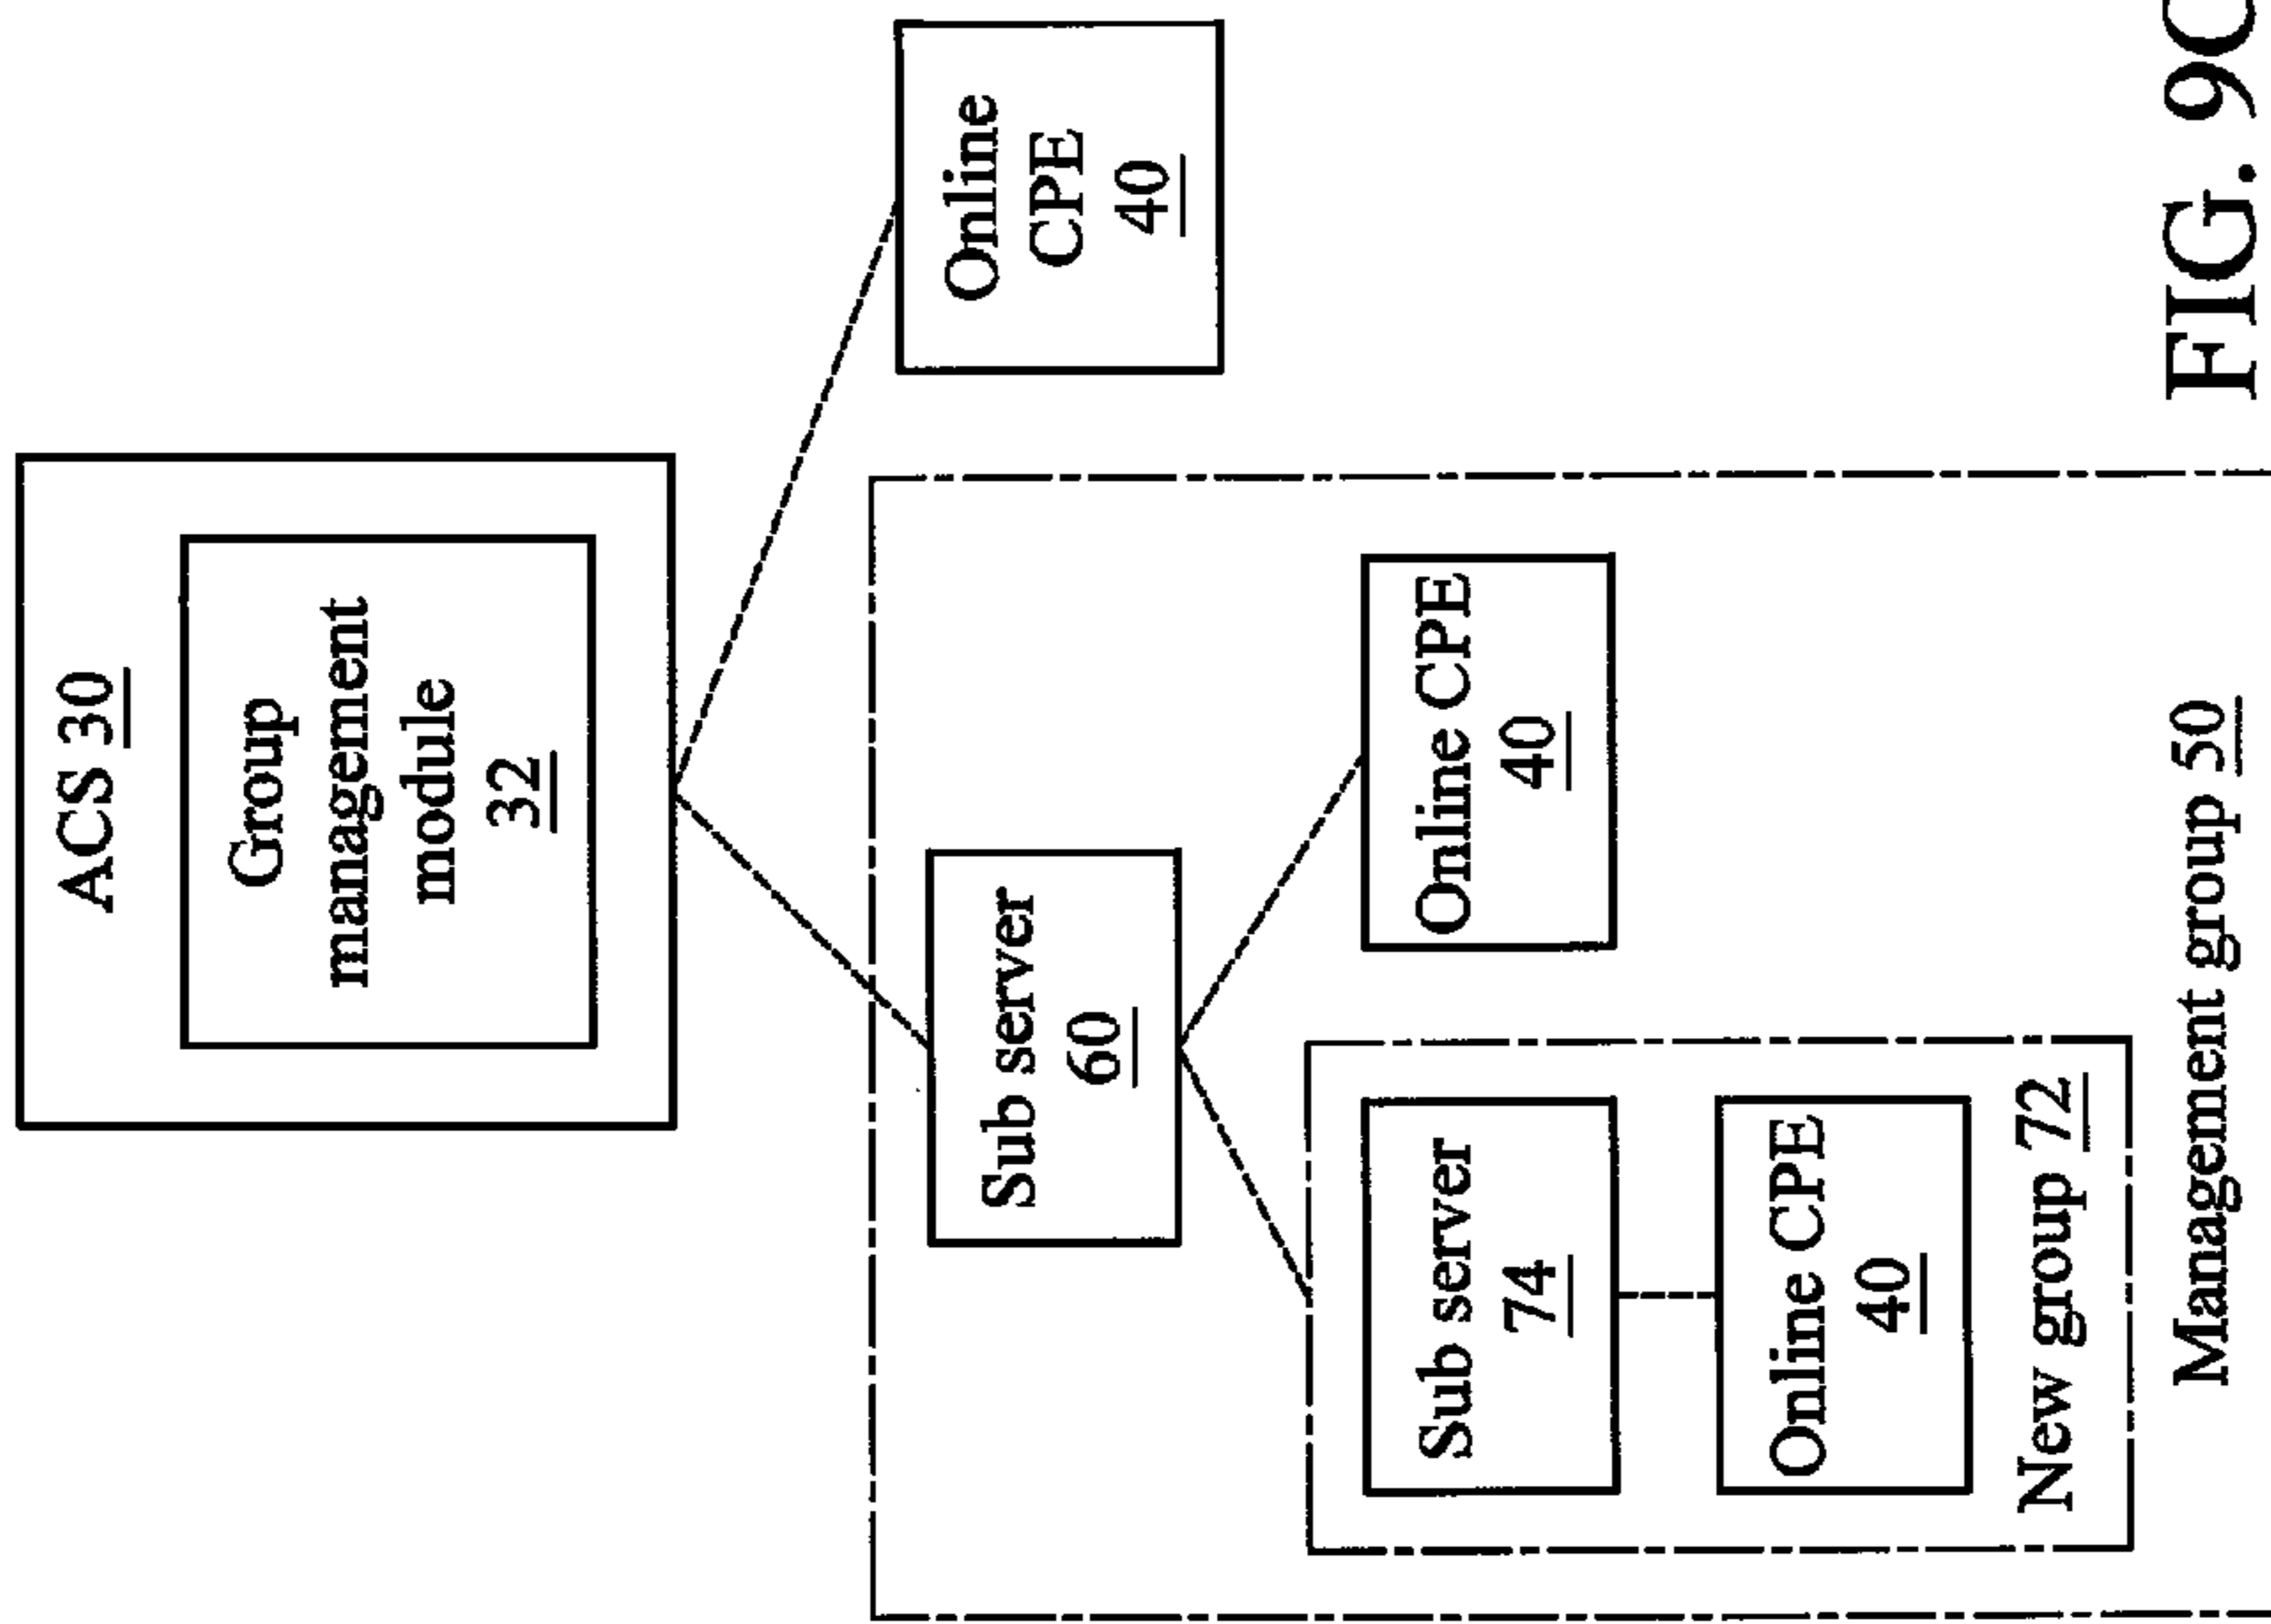 ACS 30
Group
management
module
32
Online
CPE
40
Sub server
60
Sub server
74
Online CPE
40
Online CPE
40
New group 72
Management group 50
FIG. 9C